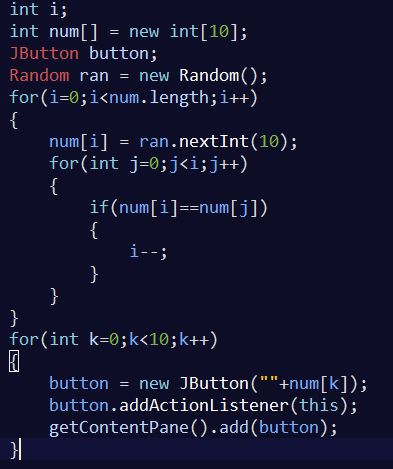 int i;
int num[] = new int[10];
JButton button;
Random ran = new Random();
for(i=0;i<num.length;i++)
{
    num[i] = ran.nextInt(10);
    for(int j=0;j<i;j++)
    {
        if(num[i]==num[j])
        {
            i--;
        }
    }
}
for(int k=0;k<10;k++)
{
    button = new JButton(""+num[k]);
    button.addActionListener(this);
    getContentPane().add(button);
}